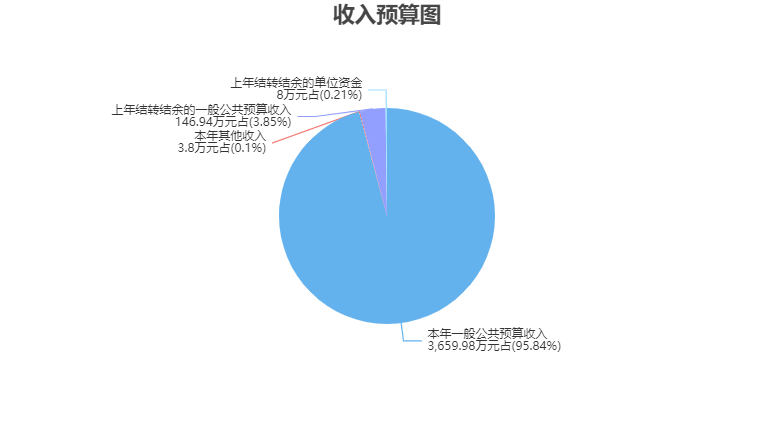 收入预算图
上年结转结余的单位资金
8万元占(0.21%)
上年结转结余的一般公共预算收入
146.94万元占(3.85%)
本年其他收入
3.8万元占(0.1%)
本年一般公共预算收入
3,659.98万元占(95.84%)